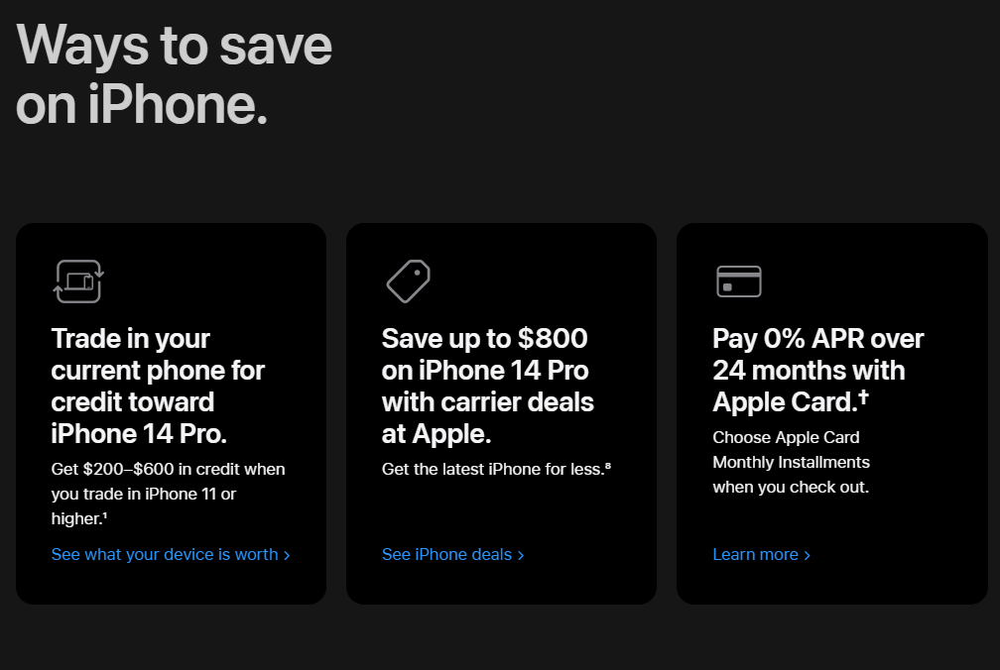 Ways to save
on iPhone.
Trade in your
current phone for
credit toward
iPhone 14 Pro.
Get $200–$600 in credit when
you trade in iPhone 11 or
higher.¹
See what your device is worth >
Save up to $800
on iPhone 14 Pro
with carrier deals
at Apple.
Get the latest iPhone for less.⁸
See iPhone deals >
Pay 0% APR over
24 months with
Apple Card.†
Choose Apple Card
Monthly Installments
when you check out.
Learn more >